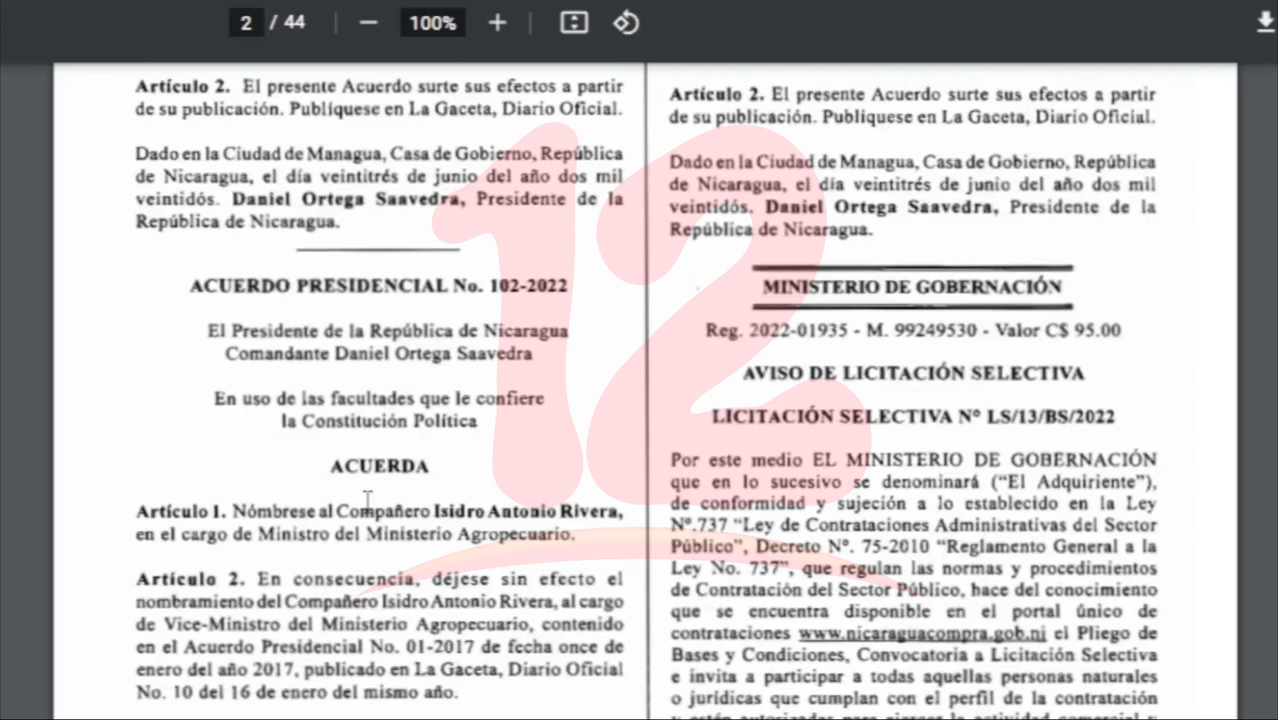 2 / 44
100%
Artículo 2. El presente Acuerdo surte sus efectos a partir
de su publicación. Publíquese en La Gaceta, Diario Oficial.
Dado en la Ciudad de Managua, Casa de Gobierno, República
de Nicaragua, el día veintitrés de junio del año dos mil
veintidós. Daniel Ortega Saavedra, Presidente de la
República de Nicaragua.
ACUERDO PRESIDENCIAL No. 102-2022
El Presidente de la República de Nicaragua
Comandante Daniel Ortega Saavedra
En uso de las facultades que le confiere
la Constitución Política
ACUERDA
Artículo 1. Nómbrese al Compañero Isidro Antonio Rivera,
en el cargo de Ministro del Ministerio Agropecuario.
Artículo 2. En consecuencia, déjese sin efecto el
nombramiento del Compañero Isidro Antonio Rivera, al cargo
de Vice-Ministro del Ministerio Agropecuario, contenido
en el Acuerdo Presidencial No. 01-2017 de fecha once de
enero del año 2017, publicado en La Gaceta, Diario Oficial
No. 10 del 16 de enero del mismo año.
Artículo 2. El presente Acuerdo surte sus efectos a partir
de su publicación. Publíquese en La Gaceta, Diario Oficial.
Dado en la Ciudad de Managua, Casa de Gobierno, República
de Nicaragua, el día veintitrés de junio del año dos mil
veintidós. Daniel Ortega Saavedra, Presidente de la
República de Nicaragua.
MINISTERIO DE GOBERNACIÓN
Reg. 2022-01935 - M. 99249530 - Valor C$ 95.00
AVISO DE LICITACIÓN SELECTIVA
LICITACIÓN SELECTIVA N° LS/13/BS/2022
Por este medio EL MINISTERIO DE GOBERNACIÓN
que en lo sucesivo se denominará ("El Adquiriente"),
de conformidad y sujeción a lo establecido en la Ley
N°.737 "Ley de Contrataciones Administrativas del Sector
Público", Decreto N°. 75-2010 "Reglamento General a la
Ley No. 737", que regulan las normas y procedimientos
de Contratación del Sector Público, hace del conocimiento
que se encuentra disponible en el portal único de
contrataciones www.nicaraguacompra.gob.ni el Pliego de
Bases y Condiciones, Convocatoria a Licitación Selectiva
e invita a participar a todas aquellas personas naturales
o jurídicas que cumplan con el perfil de la contratación
y estén autorizadas para ejercer la actividad comercial y
12